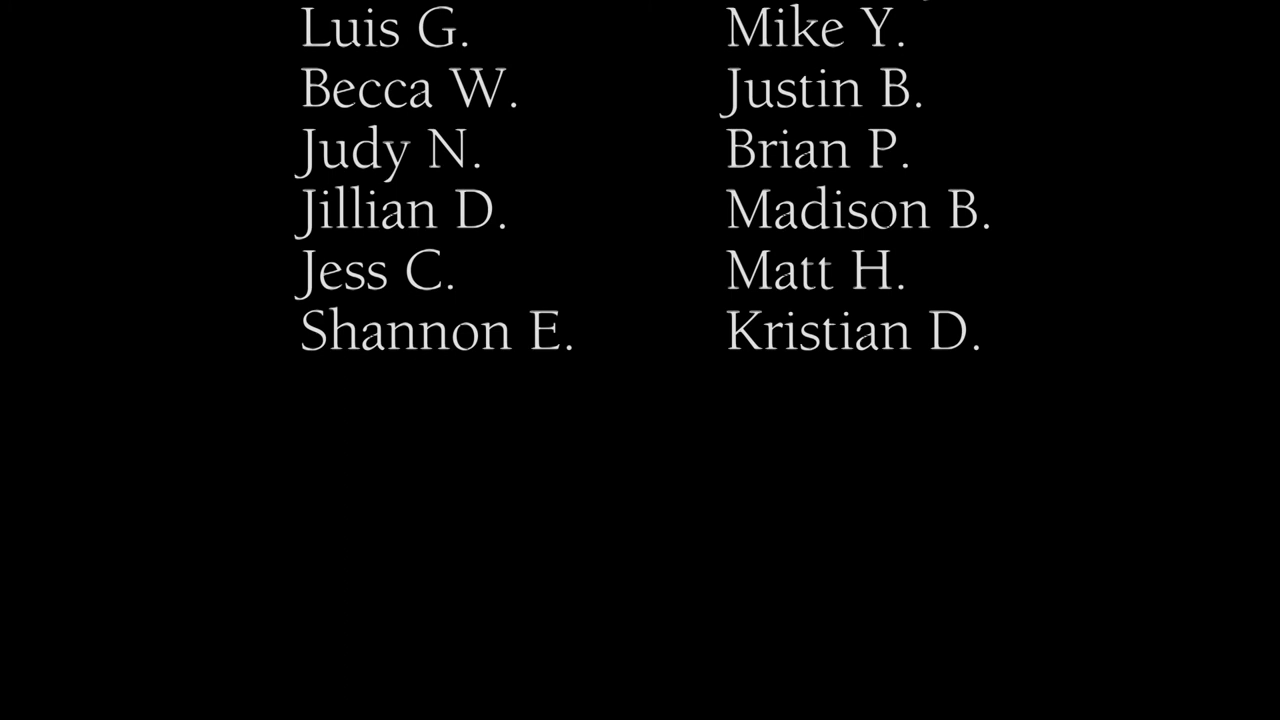 Luis G. Mike Y.
Becca W. Justin B.
Judy N. Brian P.
Jillian D. Madison B.
Jess C. Matt H.
Shannon E. Kristian D.